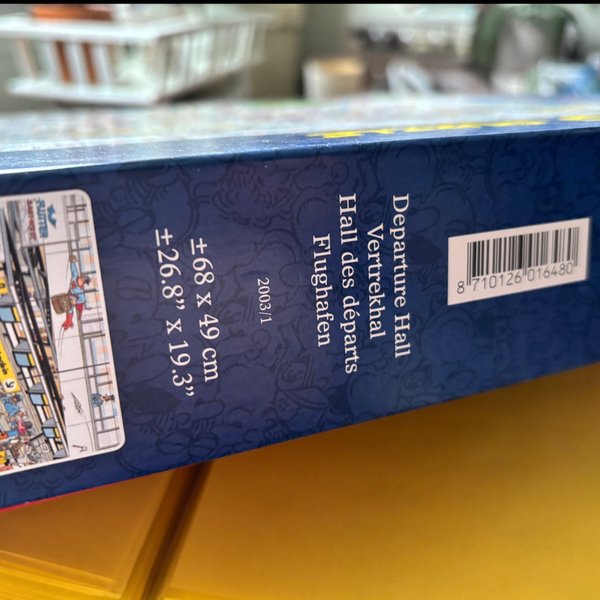 Departure Hall
Vertrekhal
Hall des départs
Flughafen
2003/1
±68 x 49 cm
±26.8” x 19.3”
8 710126 016480